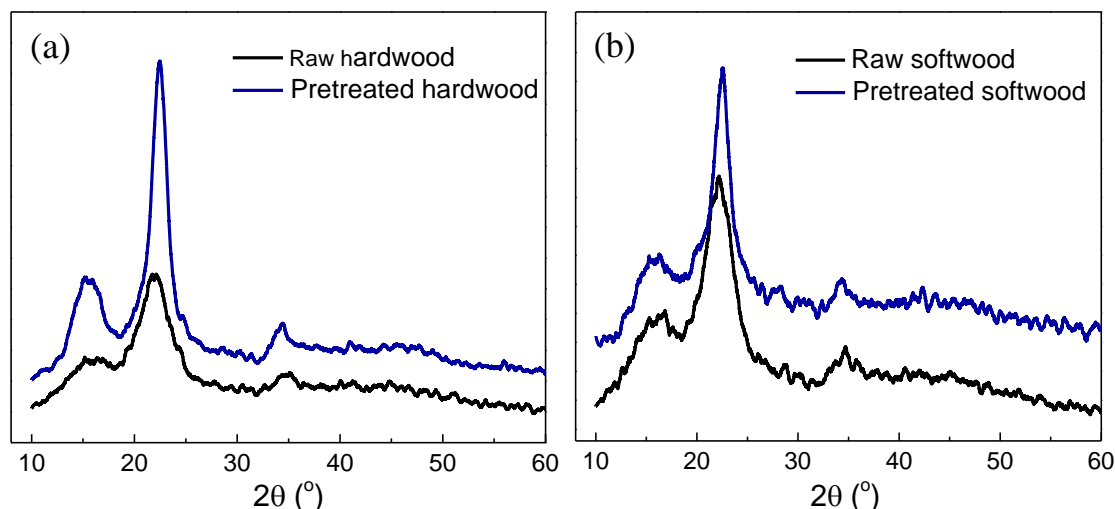 (a)
Raw hardwood
Pretreated hardwood
10 20 30 40 50 60
2θ (°)
(b)
Raw softwood
Pretreated softwood
10 20 30 40 50 60
2θ (°)